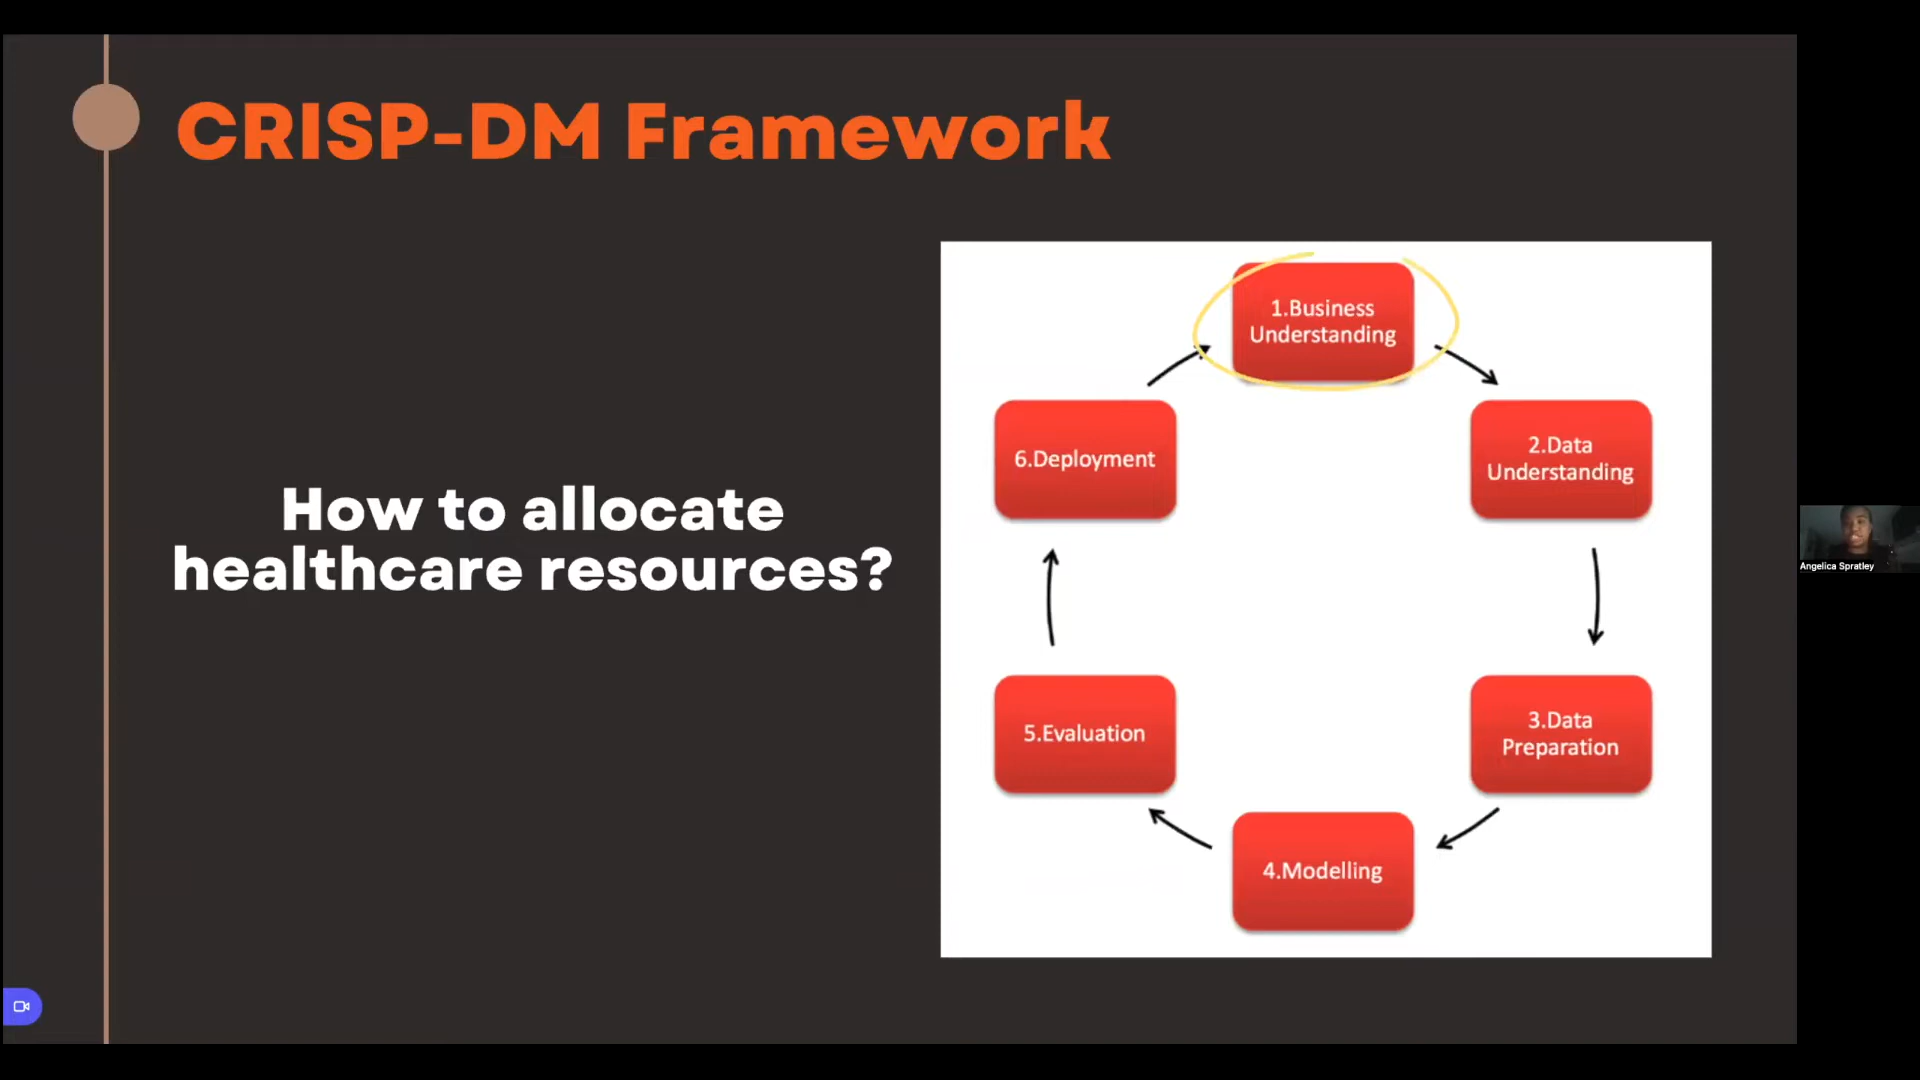 CRISP-DM Framework
How to allocate
healthcare resources?
1.Business
Understanding
2.Data
Understanding
3.Data
Preparation
4.Modelling
5.Evaluation
6.Deployment
Angelica Spratley